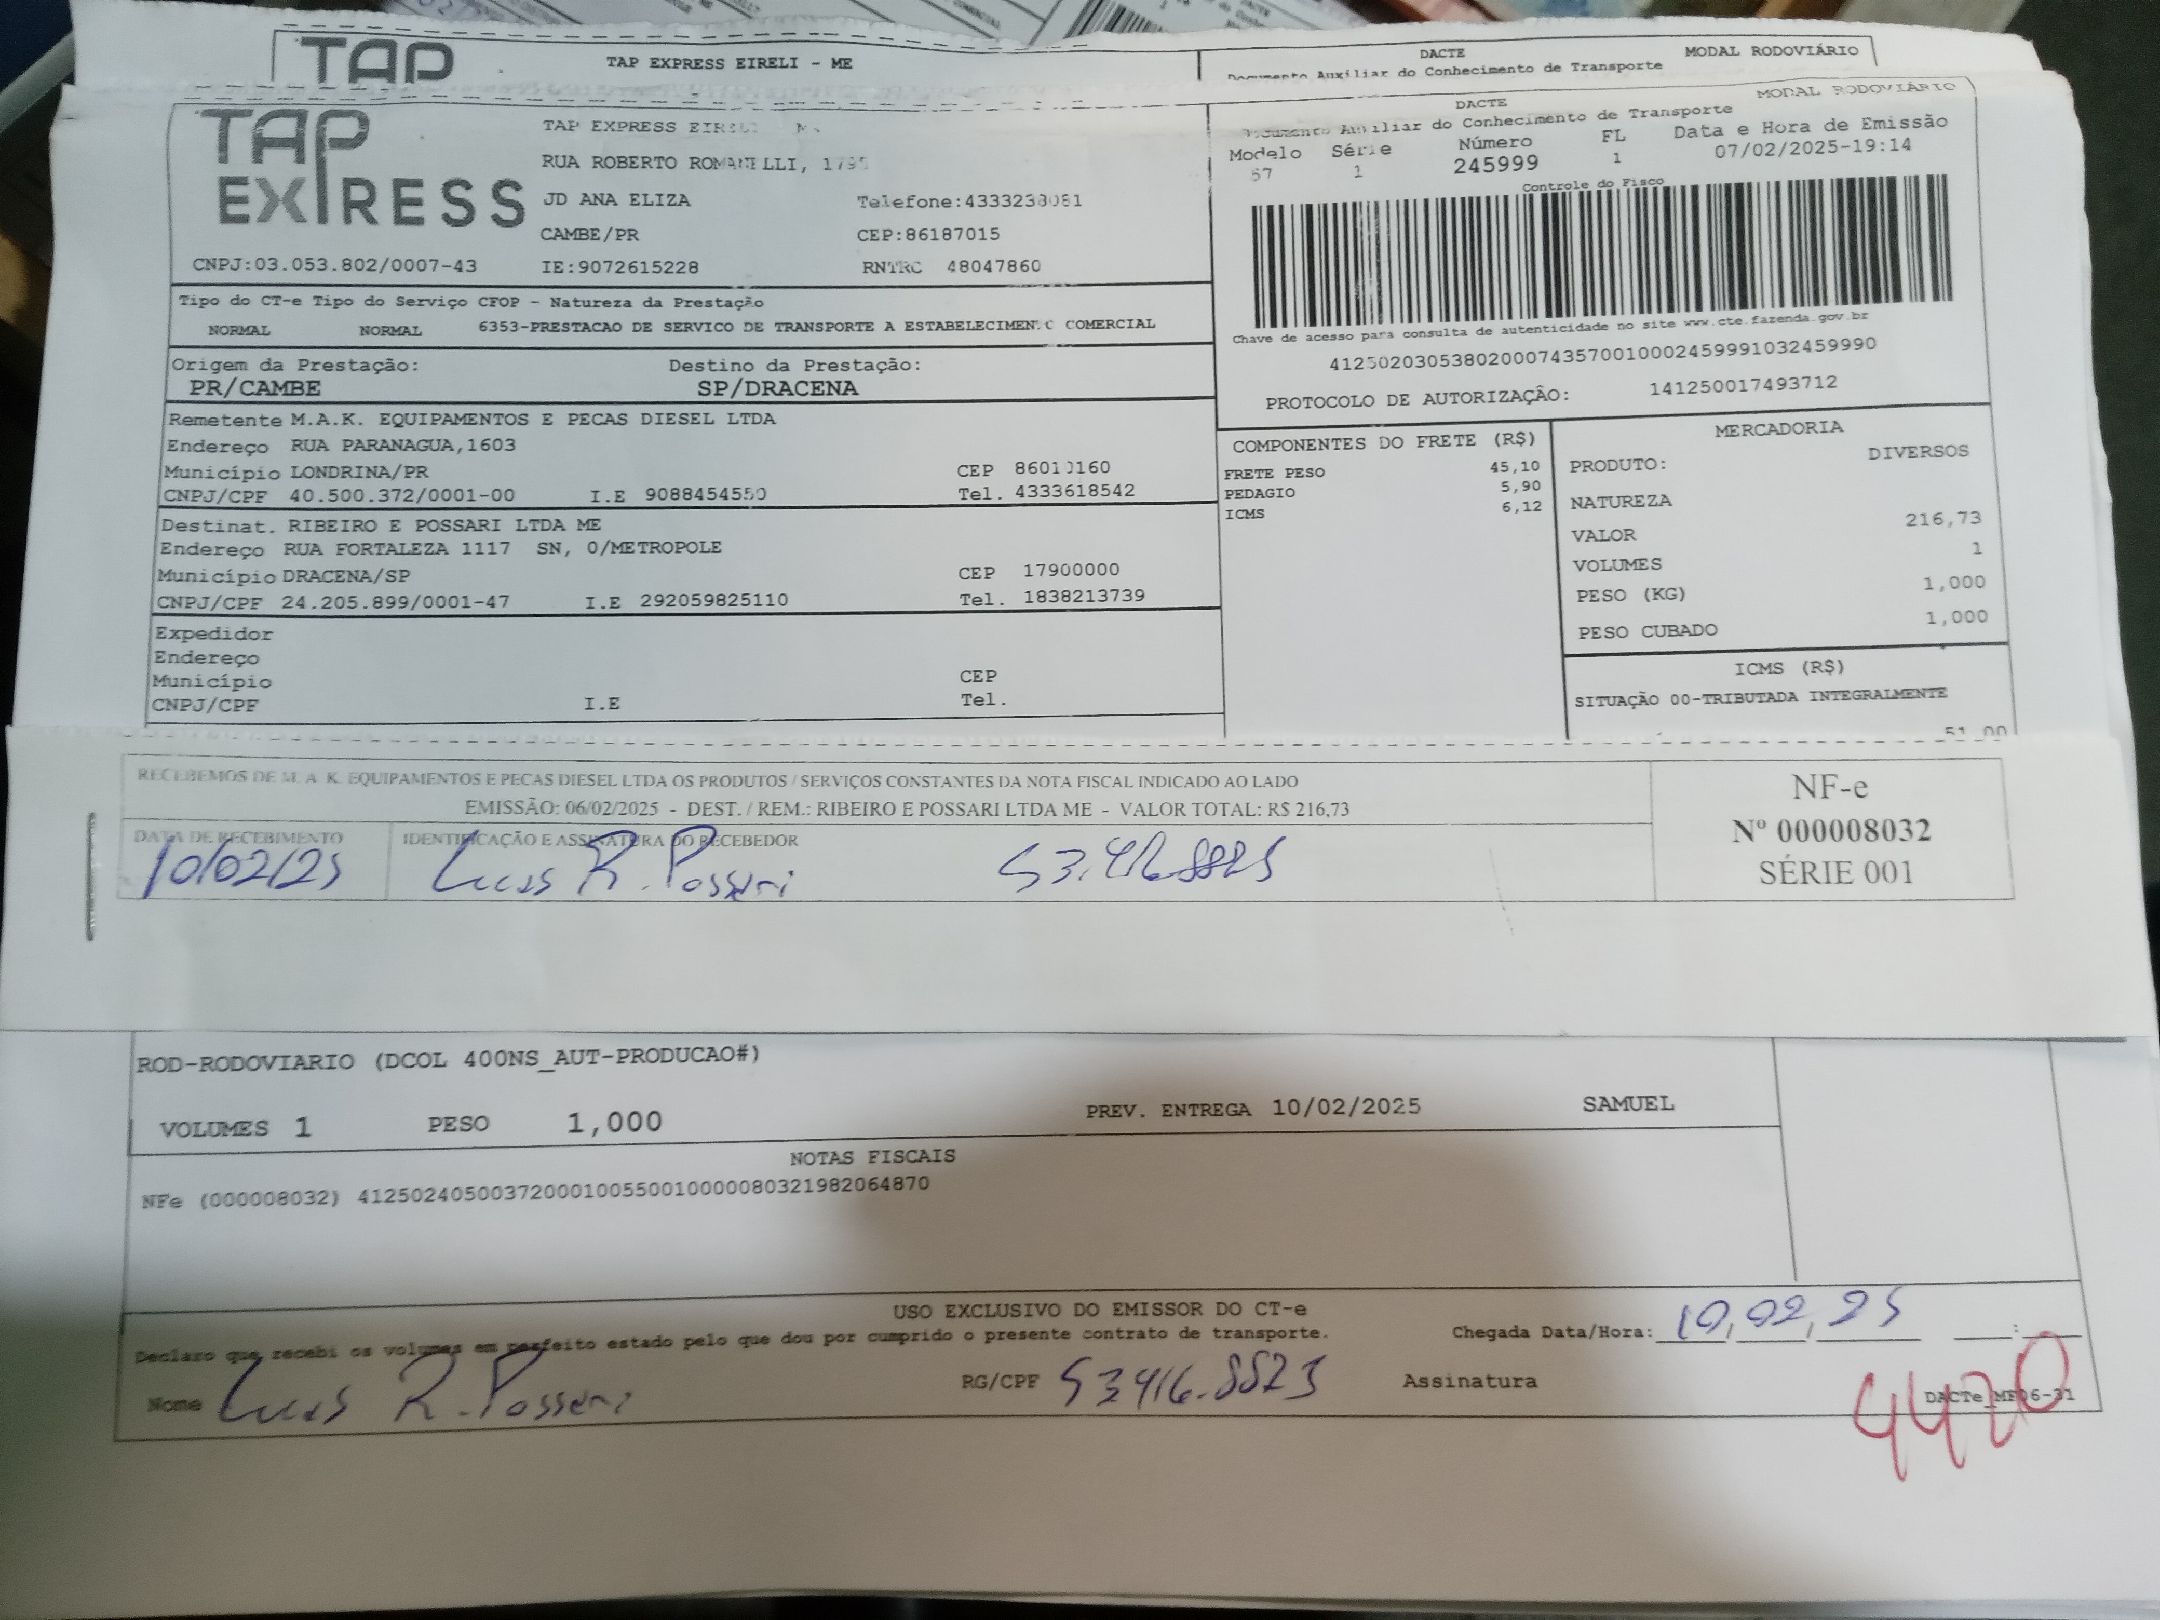 TAP
TAP EXPRESS EIRELI - ME
DACTE
MODAL RODOVIÁRIO
Documento Auxiliar do Conhecimento de Transporte
TAP EXPRESS
TAP EXPRESS EIRELI
RUA ROBERTO ROMANELLI,
JD ANA ELIZA Telefone:4333238081
CAMBE/PR CEP:86187015
CNPJ:03.053.802/0007-43 IE:9072615228 RNTRC 48047860
DACTE
MODAL RODOVIÁRIO
Documento Auxiliar do Conhecimento de Transporte
Modelo Série Número FL Data e Hora de Emissão
57 1 245999 1 07/02/2025-19:14
Controle do Fisco
Chave de acesso para consulta de autenticidade no site www.cte.fazenda.gov.br
41250203053802000743570010002459991032459990
PROTOCOLO DE AUTORIZAÇÃO: 141250017493712
Tipo do CT-e Tipo do Serviço CFOP - Natureza da Prestação
NORMAL NORMAL 6353-PRESTACAO DE SERVICO DE TRANSPORTE A ESTABELECIMENTO COMERCIAL
Origem da Prestação: Destino da Prestação:
PR/CAMBE SP/DRACENA
Remetente M.A.K. EQUIPAMENTOS E PECAS DIESEL LTDA
Endereço RUA PARANAGUA,1603
Município LONDRINA/PR CEP 86010160
CNPJ/CPF 40.500.372/0001-00 I.E 9088454550 Tel. 4333618542
Destinat. RIBEIRO E POSSARI LTDA ME
Endereço RUA FORTALEZA 1117 SN, 0/METROPOLE
Município DRACENA/SP CEP 17900000
CNPJ/CPF 24.205.899/0001-47 I.E 292059825110 Tel. 1838213739
Expedidor
Endereço
Município CEP
CNPJ/CPF I.E Tel.
COMPONENTES DO FRETE (R$)
FRETE PESO 45,10
PEDAGIO 5,90
ICMS 6,12
MERCADORIA
PRODUTO: DIVERSOS
NATUREZA
VALOR 216,73
VOLUMES 1
PESO (KG) 1,000
PESO CUBADO 1,000
ICMS (R$)
SITUAÇÃO 00-TRIBUTADA INTEGRALMENTE
51,00
RECEBEMOS DE M. A. K. EQUIPAMENTOS E PECAS DIESEL LTDA OS PRODUTOS / SERVIÇOS CONSTANTES DA NOTA FISCAL INDICADO AO LADO
EMISSÃO: 06/02/2025 - DEST. / REM.: RIBEIRO E POSSARI LTDA ME - VALOR TOTAL: R$ 216,73
DATA DE RECEBIMENTO IDENTIFICAÇÃO E ASSINATURA DO RECEBEDOR
10/02/25 Lucas R. Possari
NF-e
Nº 000008032
SÉRIE 001
ROD-RODOVIARIO (DCOL 400NS_AUT-PRODUCAO#)
VOLUMES 1 PESO 1,000 PREV. ENTREGA 10/02/2025 SAMUEL
NOTAS FISCAIS
NFe (000008032) 41250240500372000100550010000080321982064870
USO EXCLUSIVO DO EMISSOR DO CT-e
Declaro que recebi os volumes em perfeito estado pelo que dou por cumprido o presente contrato de transporte.
Chegada Data/Hora: 10,02,25 :
Nome Lucas R. Possari RG/CPF Assinatura
DACTe_MF06-31
4420